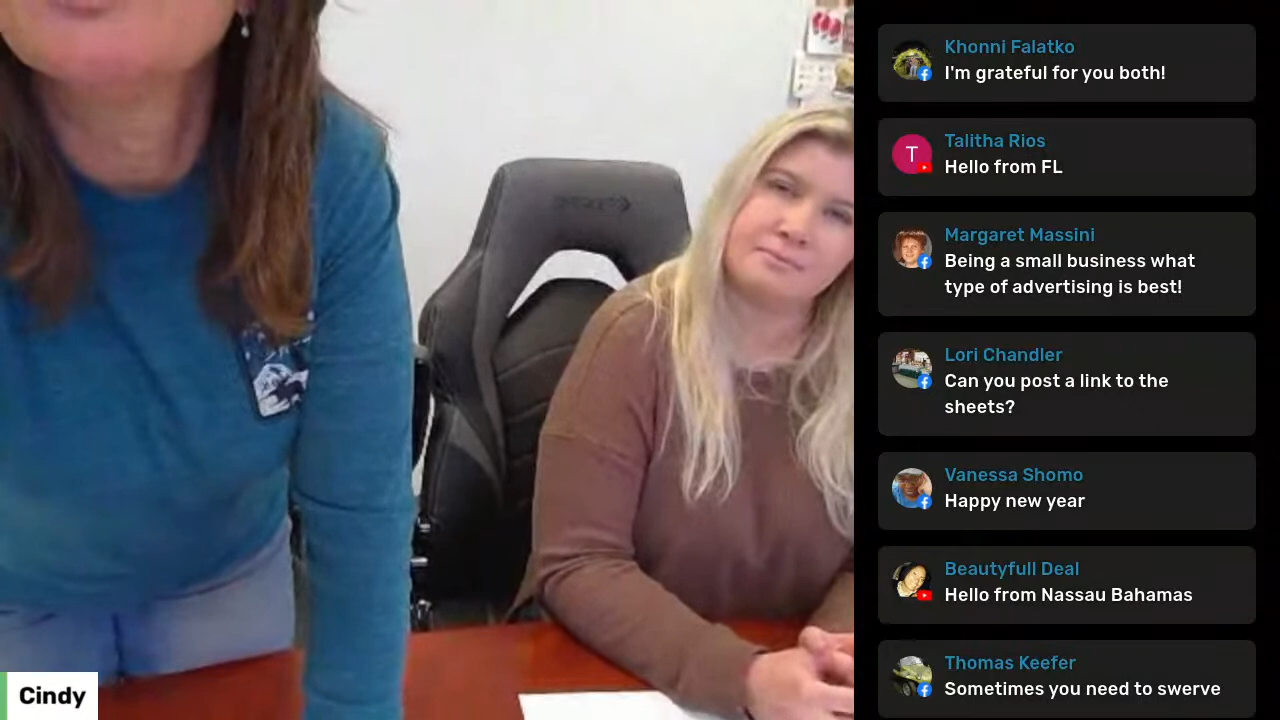 Khonni Falatko
I'm grateful for you both!
T
Talitha Rios
Hello from FL
Margaret Massini
Being a small business what
type of advertising is best!
Lori Chandler
Can you post a link to the
sheets?
Vanessa Shomo
Happy new year
Beautyfull Deal
Hello from Nassau Bahamas
Thomas Keefer
Sometimes you need to swerve
Cindy